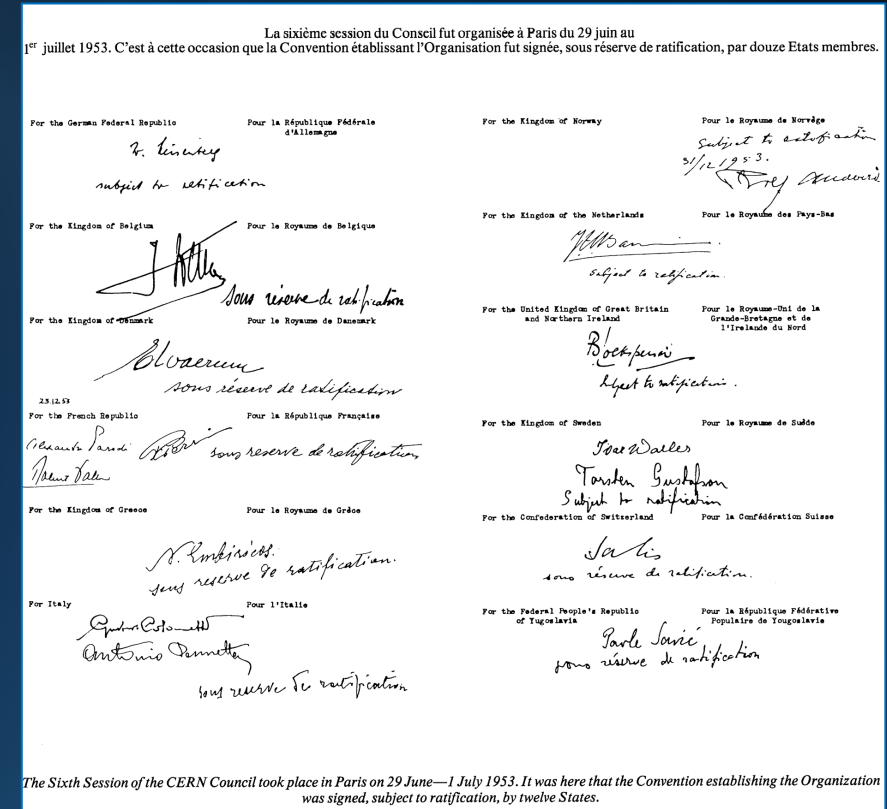 La sixième session du Conseil fut organisée à Paris du 29 juin au
1er juillet 1953. C'est à cette occasion que la Convention établissant l'Organisation fut signée, sous réserve de ratification, par douze Etats membres.
For the German Federal Republic
Pour la République Fédérale
d'Allemagne
subject to ratification
For the Kingdom of Belgium
Pour le Royaume de Belgique
sous réserve de ratification
For the Kingdom of Denmark
Pour le Royaume de Danemark
sous réserve de ratification
23.12.53
For the French Republic
Pour la République Française
Alexandre Parodi
sous reserve de ratification
For the Kingdom of Greece
Pour le Royaume de Grèce
N. Embiricos.
sous reserve de ratification.
For Italy
Pour l'Italie
Antonio
sous reserve de ratification
For the Kingdom of Norway
Pour le Royaume de Norvège
Subject to ratification
31/12 1953.
For the Kingdom of the Netherlands
Pour le Royaume des Pays-Bas
subject to ratification.
For the United Kingdom of Great Britain
and Northern Ireland
Pour le Royaume-Uni de la
Grande-Bretagne et de
l'Irelande du Nord
subject to ratification.
For the Kingdom of Sweden
Pour le Royaume de Suède
Ivar Waller
Torsten Gustafson
Subject to ratification
For the Confederation of Switzerland
Pour la Confédération Suisse
sous réserve de ratification.
For the Federal People's Republic
of Yugoslavia
Pour la République Fédérative
Populaire de Yougoslavie
Pavle Savić
sous réserve de ratification
The Sixth Session of the CERN Council took place in Paris on 29 June—1 July 1953. It was here that the Convention establishing the Organization
was signed, subject to ratification, by twelve States.